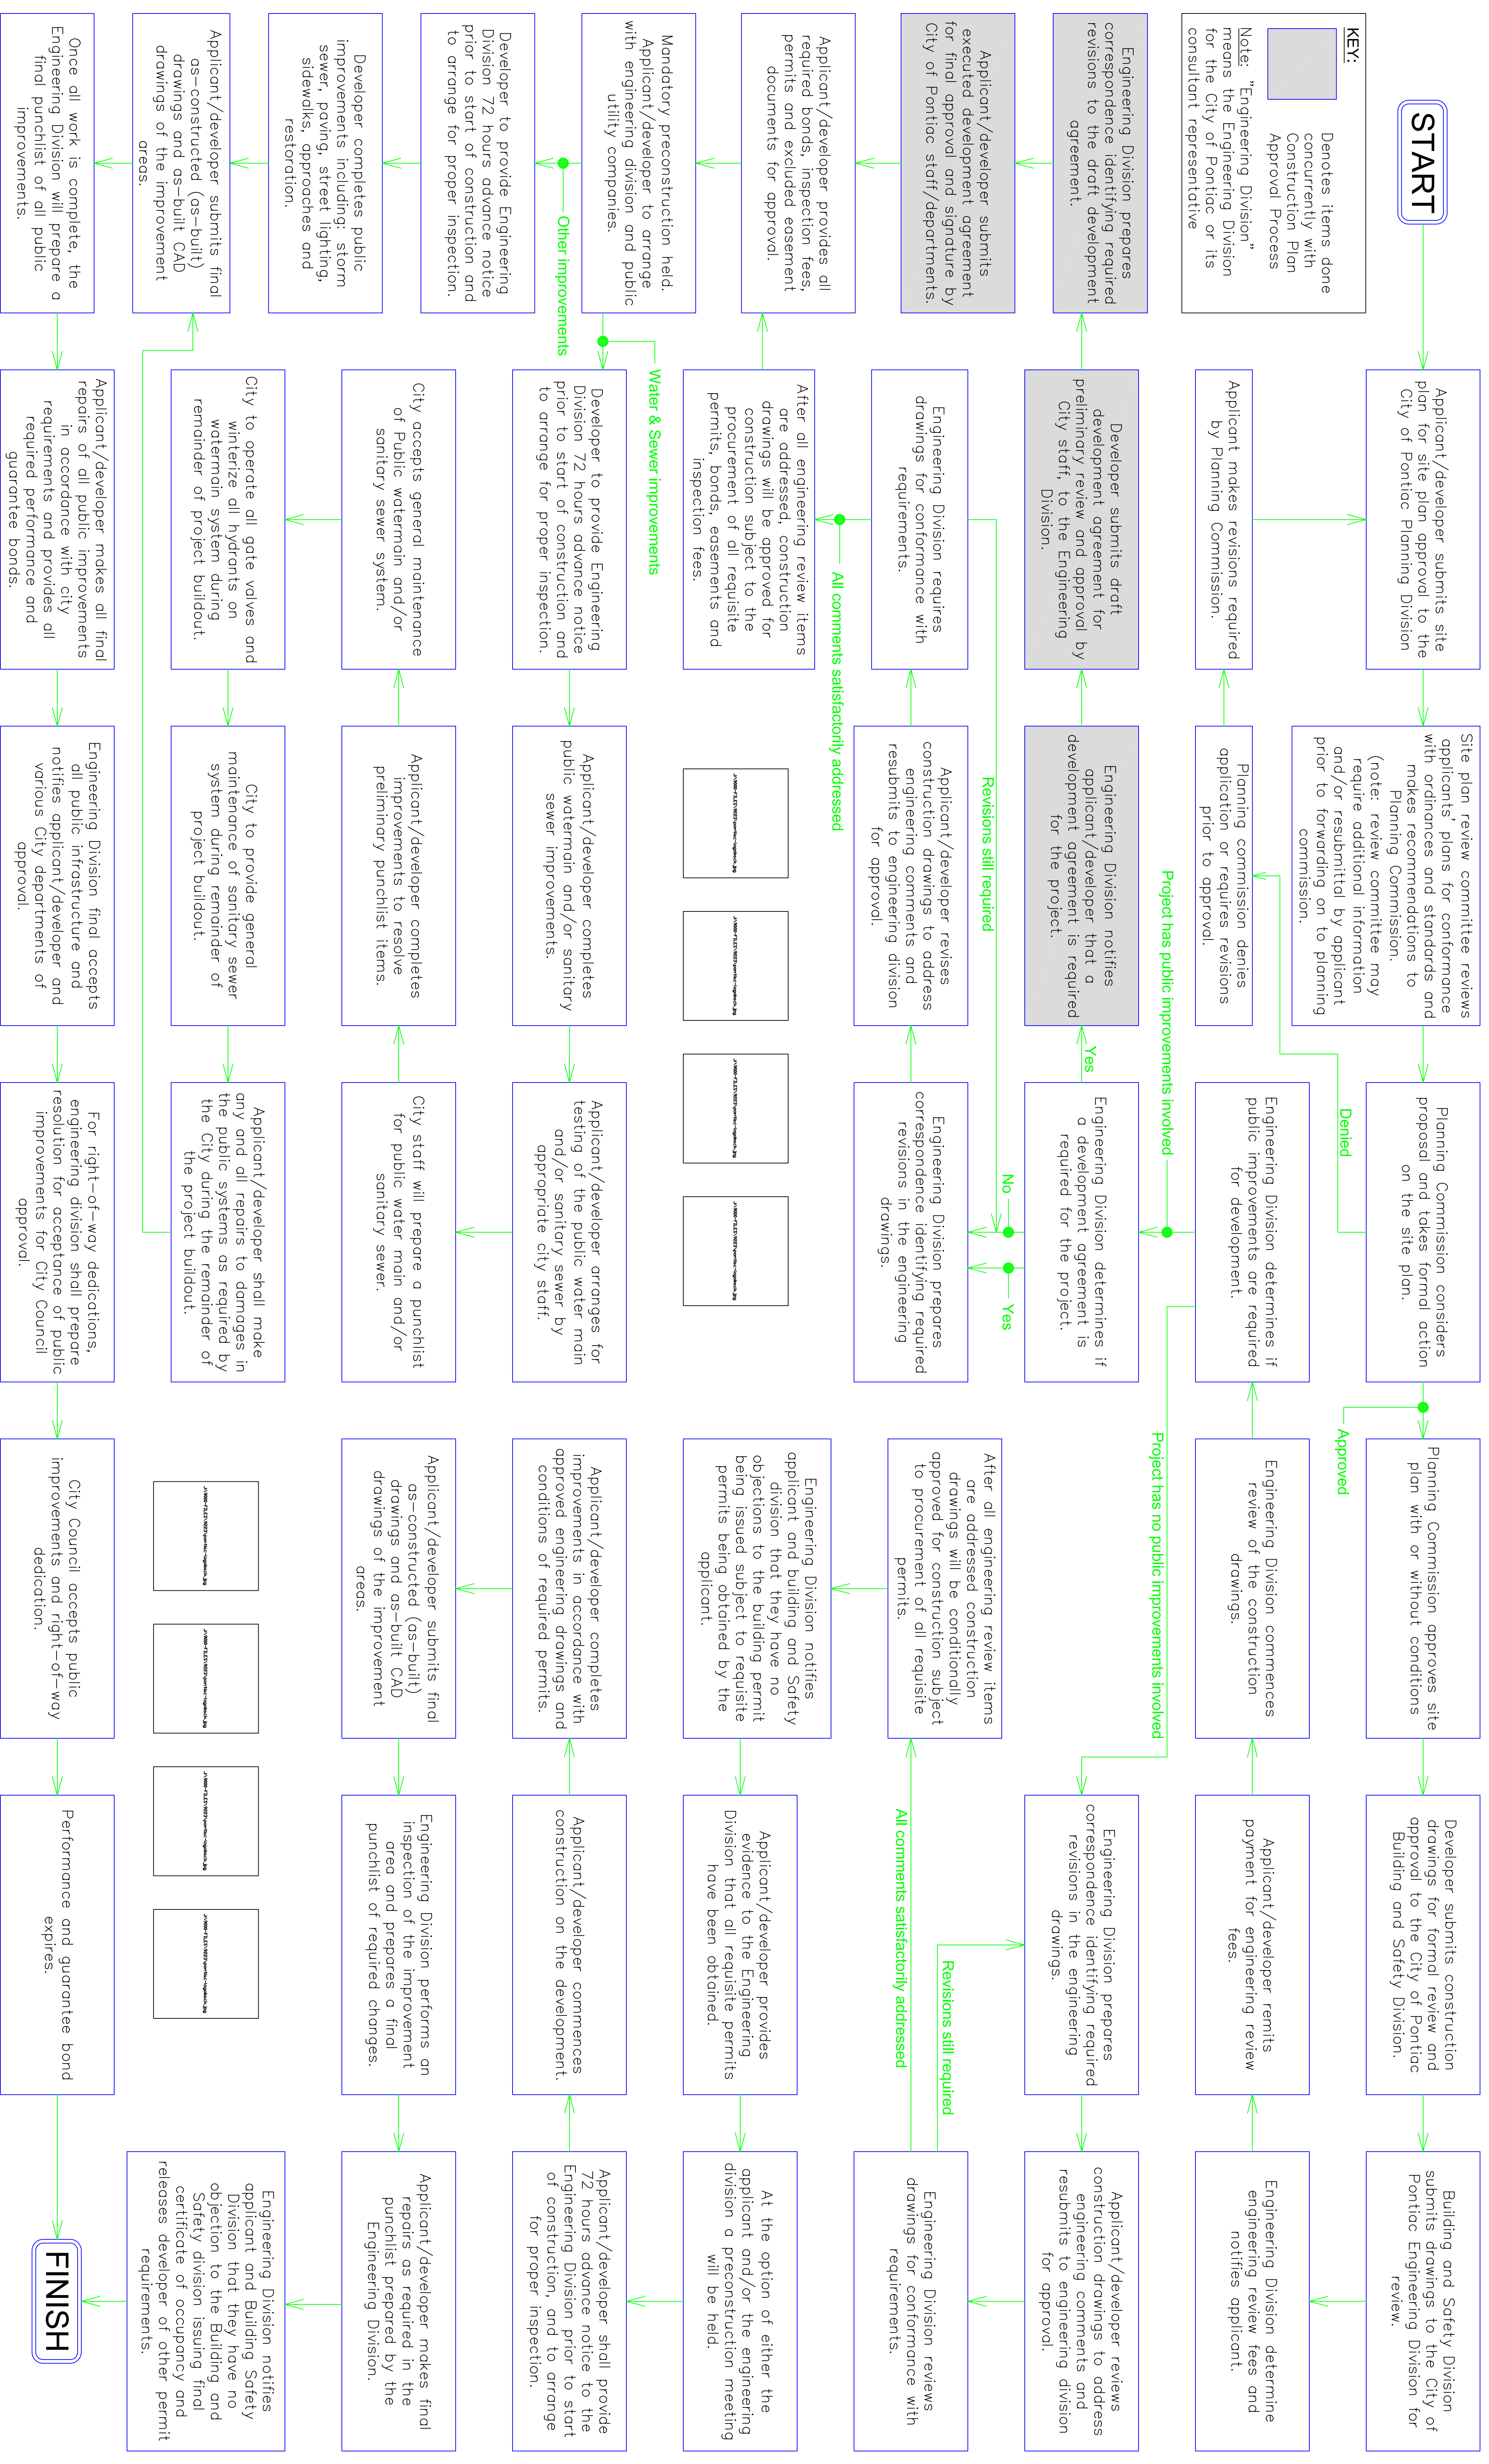 START
Applicant/developer submits site
plan for site plan approval to the
City of Pontiac Planning Division
Site plan review committee reviews
applicants' plans for conformance
with ordinances and standards and
makes recommendations to
Planning Commission.
(note: review committee may
require additional information
and/or resubmittal by applicant
prior to forwarding on to planning
commission.
Planning Commission considers
proposal and takes formal action
on the site plan.
Approved
Denied
Planning Commission approves site
plan with or without conditions
Developer submits construction
drawings for formal review and
approval to the City of Pontiac
Building and Safety Division.
Building and Safety Division
submits drawings to the City of
Pontiac Engineering Division for
review.
KEY:
Denotes items done
concurrently with
Construction Plan
Approval Process
Note: "Engineering Division"
means the Engineering Division
for the City of Pontiac or its
consultant representative
Applicant makes revisions required
by Planning Commission.
Planning commission denies
application or requires revisions
prior to approval.
Engineering Division determines if
public improvements are required
for development.
Engineering Division commences
review of the construction
drawings.
Applicant/developer remits
payment for engineering review
fees.
Engineering Division determine
engineering review fees and
notifies applicant.
Project has public improvements involved
Project has no public improvements involved
Engineering Division prepares
correspondence identifying required
revisions to the draft development
agreement.
Developer submits draft
development agreement for
preliminary review and approval by
City staff, to the Engineering
Division.
Engineering Division notifies
applicant/developer that a
development agreement is required
for the project.
Yes
Engineering Division determines if
a development agreement is
required for the project.
Engineering Division prepares
correspondence identifying required
revisions in the engineering
drawings.
Applicant/developer reviews
construction drawings to address
engineering comments and
resubmits to engineering division
for approval.
No
Yes
Revisions still required
Revisions still required
Applicant/developer submits
executed development agreement
for final approval and signature by
City of Pontiac staff/departments.
Engineering Division requires
drawings for conformance with
requirements.
Applicant/developer revises
construction drawings to address
engineering comments and
resubmits to engineering division
for approval.
Engineering Division prepares
correspondence identifying required
revisions in the engineering
drawings.
After all engineering review items
are addressed construction
drawings will be conditionally
approved for construction subject
to procurement of all requisite
permits.
All comments satisfactorily addressed
Engineering Division reviews
drawings for conformance with
requirements.
All comments satisfactorily addressed
Applicant/developer provides all
required bonds, inspection fees,
permits and excluded easement
documents for approval.
After all engineering review items
are addressed, construction
drawings will be approved for
construction subject to the
procurement of all requisite
permits, bonds, easements and
inspection fees.
Engineering Division notifies
applicant and building and Safety
division that they have no
objections to the building permit
being issued subject to requisite
permits being obtained by the
applicant.
Applicant/developer provides
evidence to the Engineering
Division that all requisite permits
have been obtained.
At the option of either the
applicant and/or the engineering
division a preconstruction meeting
will be held.
Mandatory preconstruction held.
Applicant/developer to arrange
with engineering division and public
utility companies.
Water & Sewer improvements
Other improvements
Developer to provide Engineering
Division 72 hours advance notice
prior to start of construction and
to arrange for proper inspection.
Applicant/developer completes
public watermain and/or sanitary
sewer improvements.
Applicant/developer arranges for
testing of the public water main
and/or sanitary sewer by
appropriate city staff.
Applicant/developer completes
improvements in accordance with
approved engineering drawings and
conditions of required permits.
Applicant/developer commences
construction on the development.
Applicant/developer shall provide
72 hours advance notice to the
Engineering Division prior to start
of construction, and to arrange
for proper inspection.
Developer to provide Engineering
Division 72 hours advance notice
prior to start of construction and
to arrange for proper inspection.
Developer completes public
improvements including: storm
sewer, paving, street lighting,
sidewalks, approaches and
restoration.
City accepts general maintenance
of Public watermain and/or
sanitary sewer system.
Applicant/developer completes
improvements to resolve
preliminary punchlist items.
City staff will prepare a punchlist
for public water main and/or
sanitary sewer.
Applicant/developer submits final
as-constructed (as-built)
drawings and as-built CAD
drawings of the improvement
areas.
Engineering Division performs an
inspection of the improvement
area and prepares a final
punchlist of required changes.
Applicant/developer makes final
repairs as required in the
punchlist prepared by the
Engineering Division.
Applicant/developer submits final
as-constructed (as-built)
drawings and as-built CAD
drawings of the improvement
areas.
City to operate all gate valves and
winterize all hydrants on
watermain system during
remainder of project buildout.
City to provide general
maintenance of sanitary sewer
system during remainder of
project buildout.
Applicant/developer shall make
any and all repairs to damages in
the public systems as required by
the City during the remainder of
the project buildout.
Engineering Division notifies
applicant and Building Safety
Division that they have no
objection to the Building and
Safety division issuing final
certificate of occupancy and
releases developer of other permit
requirements.
Once all work is complete, the
Engineering Division will prepare a
final punchlist of all public
improvements.
Applicant/developer makes all final
repairs of all public improvements
in accordance with city
requirements and provides all
required performance and
guarantee bonds.
Engineering Division final accepts
all public infrastructure and
notifies applicant/developer and
various City departments of
approval.
For right-of-way dedications,
engineering division shall prepare
resolution for acceptance of public
improvements for City Council
approval.
City Council accepts public
improvements and right-of-way
dedication.
Performance and guarantee bond
expires.
FINISH